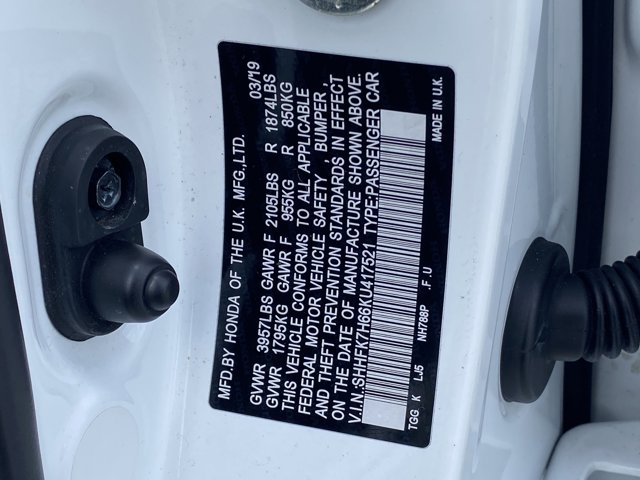 MFD.BY HONDA OF THE U.K. MFG.,LTD. 03/19
GVWR 3957LBS GAWR F 2105LBS R 1874LBS
GVWR 1795KG GAWR F 955KG R 850KG
THIS VEHICLE CONFORMS TO ALL APPLICABLE
FEDERAL MOTOR VEHICLE SAFETY , BUMPER,
AND THEFT PREVENTION STANDARDS IN EFFECT
ON THE DATE OF MANUFACTURE SHOWN ABOVE.
V.I.N.:SHHFK7H66KU417521 TYPE:PASSENGER CAR
NH788P .F.U MADE IN U.K.
TGG K LJ5